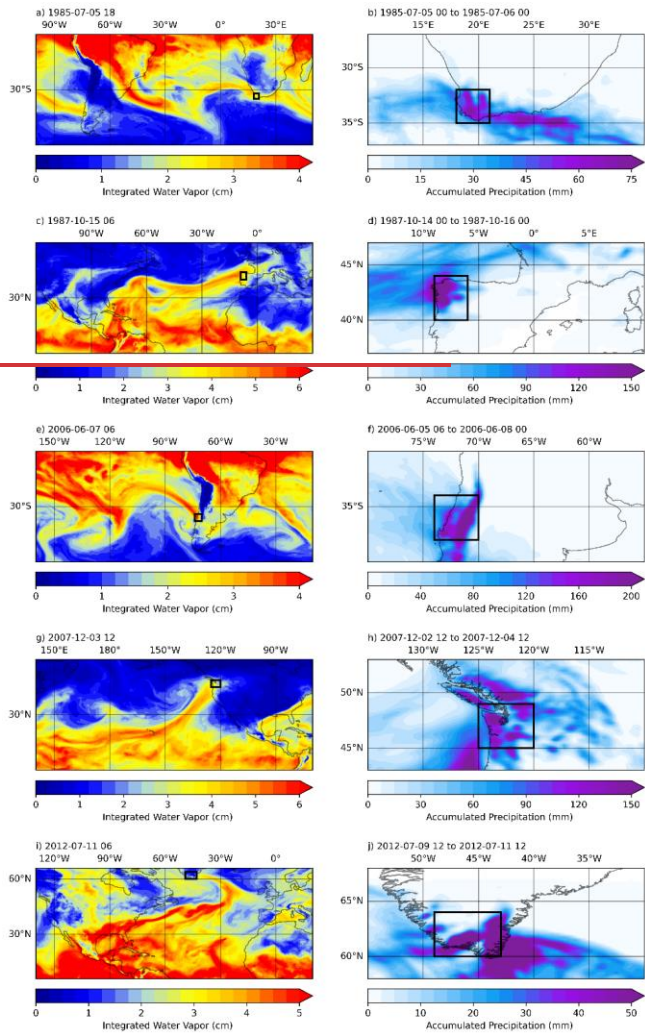 a) 1985-07-05 18
90°W 60°W 30°W 0° 30°E
30°S
0 1 2 3 4
Integrated Water Vapor (cm)
b) 1985-07-05 00 to 1985-07-06 00
15°E 20°E 25°E 30°E
30°S
35°S
0 15 30 45 60 75
Accumulated Precipitation (mm)
c) 1987-10-15 06
90°W 60°W 30°W 0°
30°N
0 1 2 3 4 5 6
Integrated Water Vapor (cm)
d) 1987-10-14 00 to 1987-10-16 00
10°W 5°W 0° 5°E
45°N
40°N
0 30 60 90 120 150
Accumulated Precipitation (mm)
e) 2006-06-07 06
150°W 120°W 90°W 60°W 30°W
30°S
0 1 2 3 4
Integrated Water Vapor (cm)
f) 2006-06-05 06 to 2006-06-08 00
75°W 70°W 65°W 60°W
35°S
0 40 80 120 160 200
Accumulated Precipitation (mm)
g) 2007-12-03 12
150°E 180° 150°W 120°W 90°W
30°N
0 1 2 3 4 5 6
Integrated Water Vapor (cm)
h) 2007-12-02 12 to 2007-12-04 12
130°W 125°W 120°W 115°W
50°N
45°N
0 30 60 90 120 150
Accumulated Precipitation (mm)
i) 2012-07-11 06
120°W 90°W 60°W 30°W 0°
60°N
30°N
0 1 2 3 4 5
Integrated Water Vapor (cm)
j) 2012-07-09 12 to 2012-07-11 12
50°W 45°W 40°W 35°W
65°N
60°N
0 10 20 30 40 50
Accumulated Precipitation (mm)